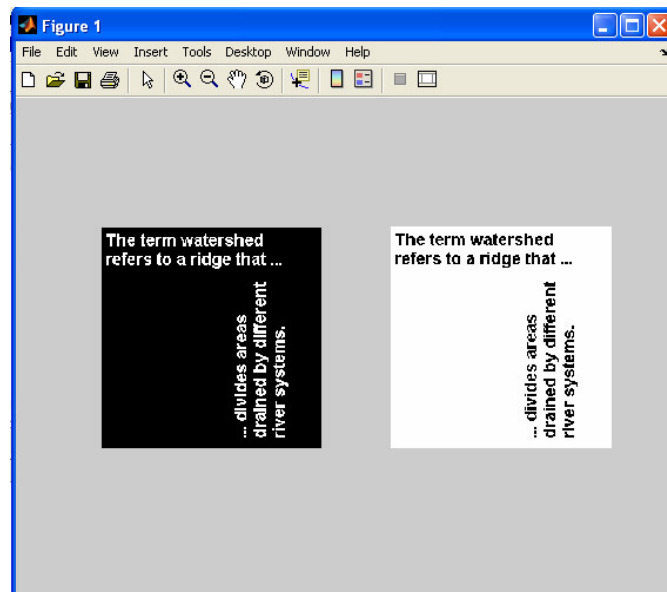 Figure 1
File Edit View Insert Tools Desktop Window Help
The term watershed
refers to a ridge that ...
... divides areas
drained by different
river systems.
The term watershed
refers to a ridge that ...
... divides areas
drained by different
river systems.